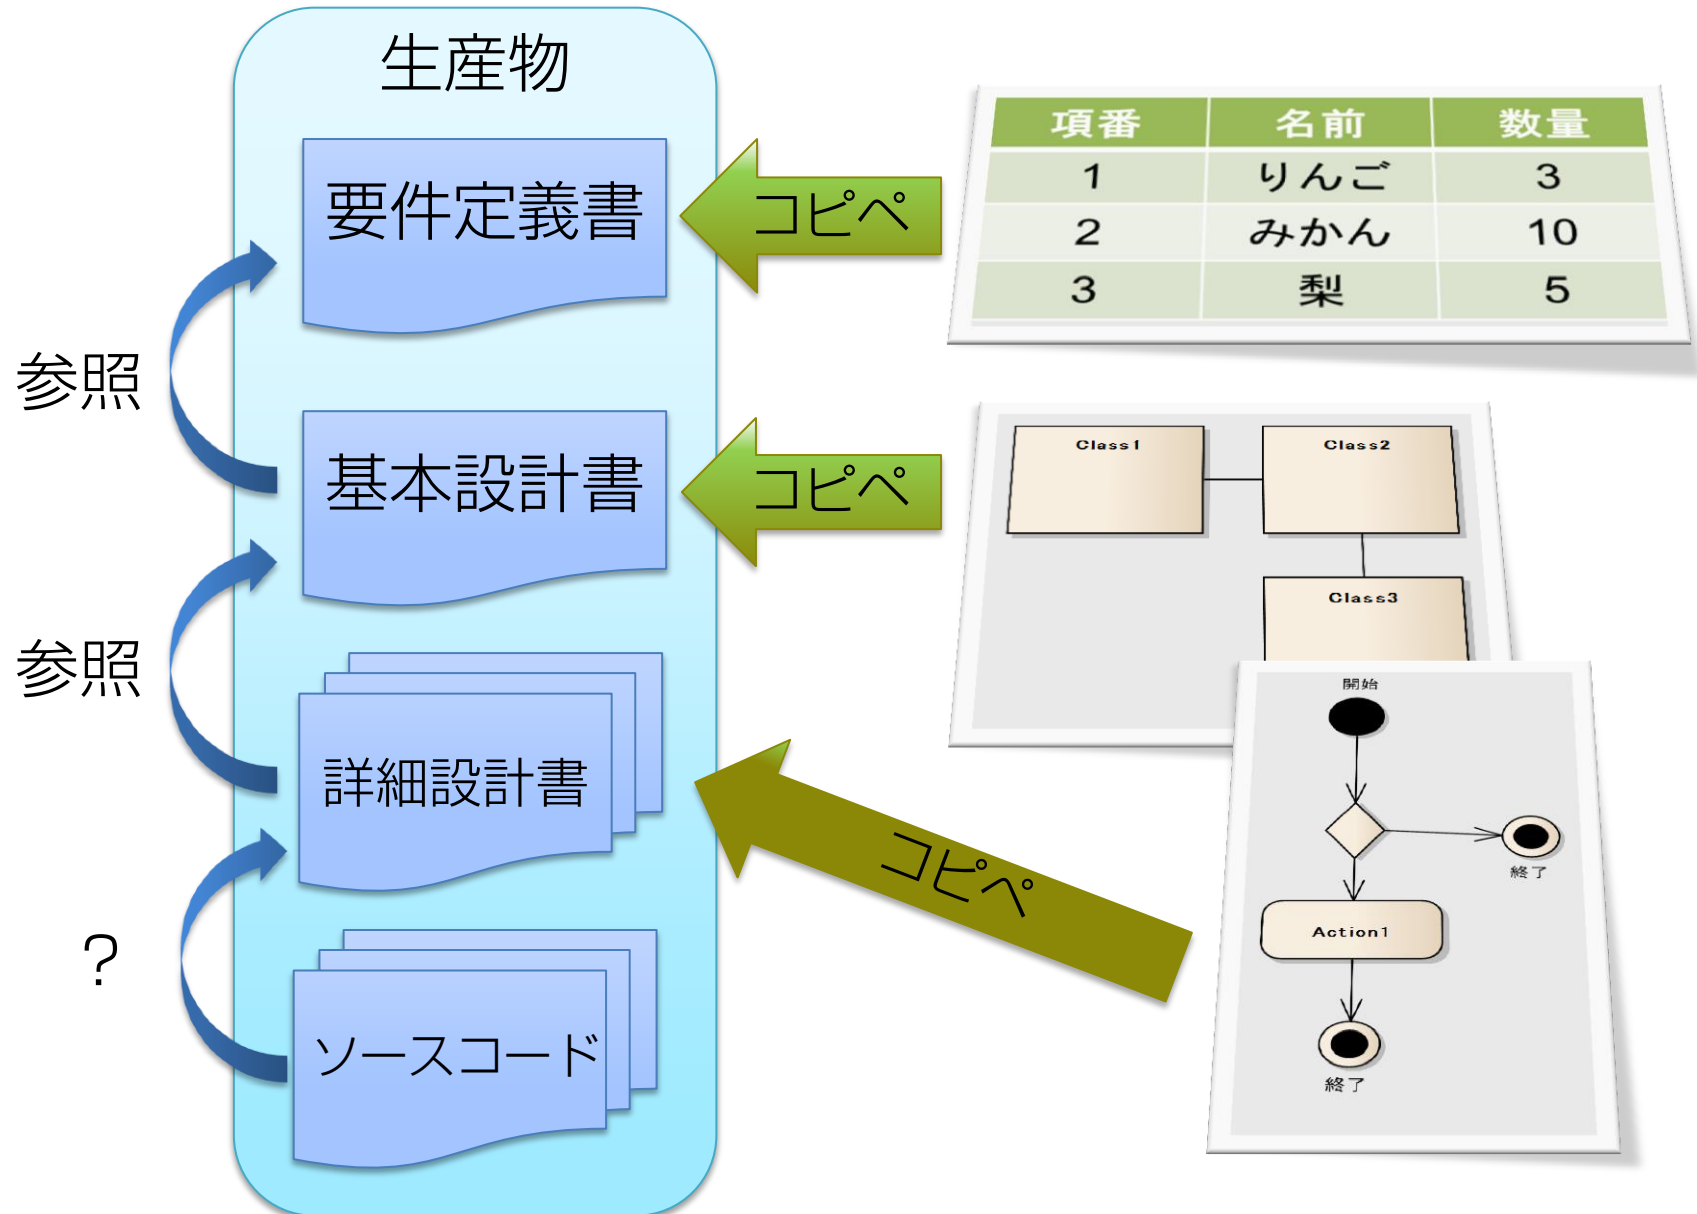 生産物
要件定義書
コピペ
項番 名前 数量
1 りんご 3
2 みかん 10
3 梨 5
参照
基本設計書
コピペ
Class1
Class2
Class3
参照
詳細設計書
コピペ
開始
終了
Action1
終了
?
ソースコード